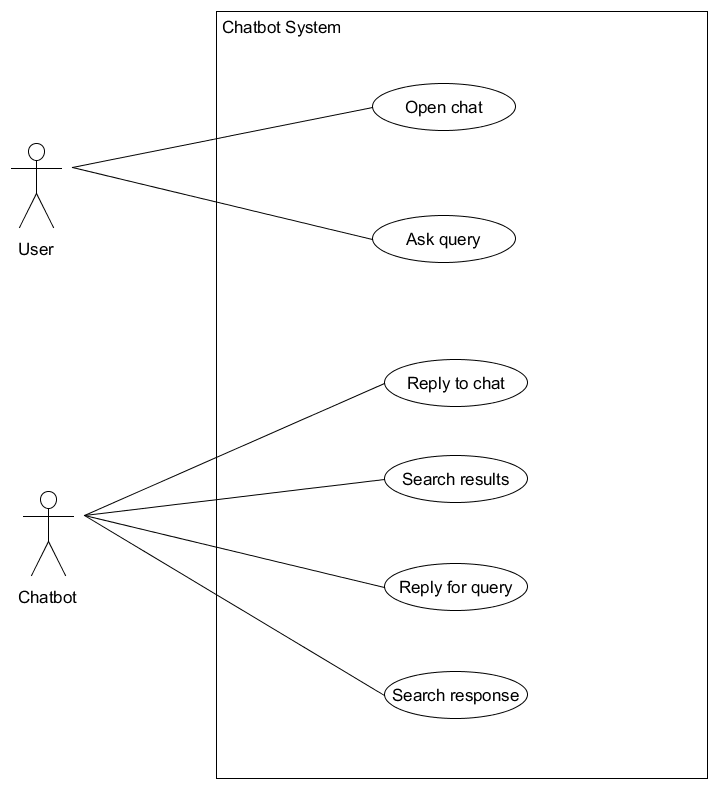 Chatbot System
Open chat
User
Ask query
Reply to chat
Search results
Chatbot
Reply for query
Search response